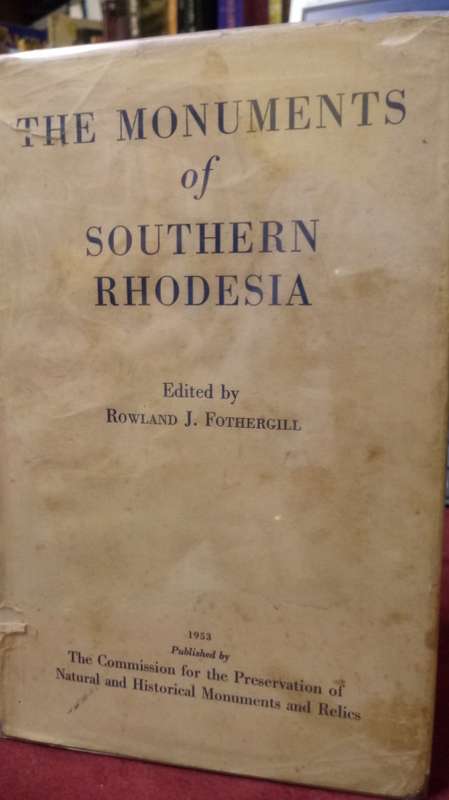 THE MONUMENTS
of
SOUTHERN
RHODESIA
Edited by
ROWLAND J. FOTHERGILL
1953
Published by
The Commission for the Preservation of
Natural and Historical Monuments and Relics